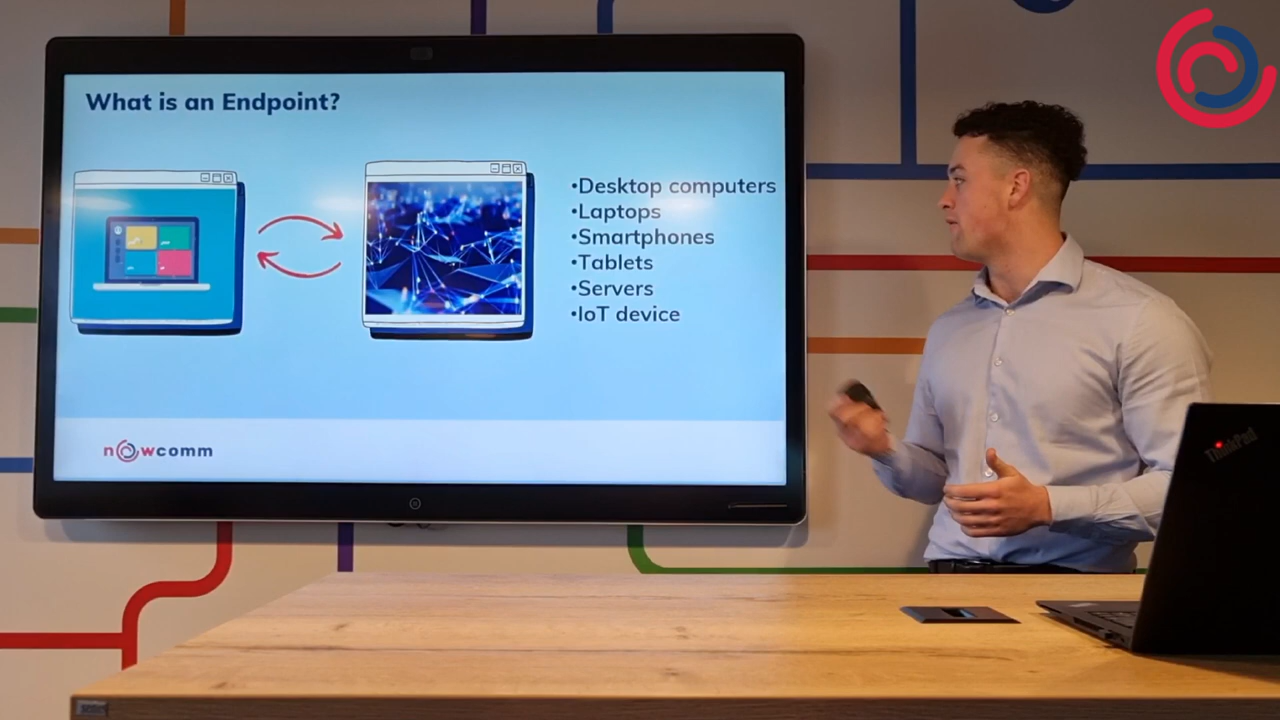 What is an Endpoint?
•Desktop computers
•Laptops
•Smartphones
•Tablets
•Servers
•IoT device
nowcomm
ThinkPad